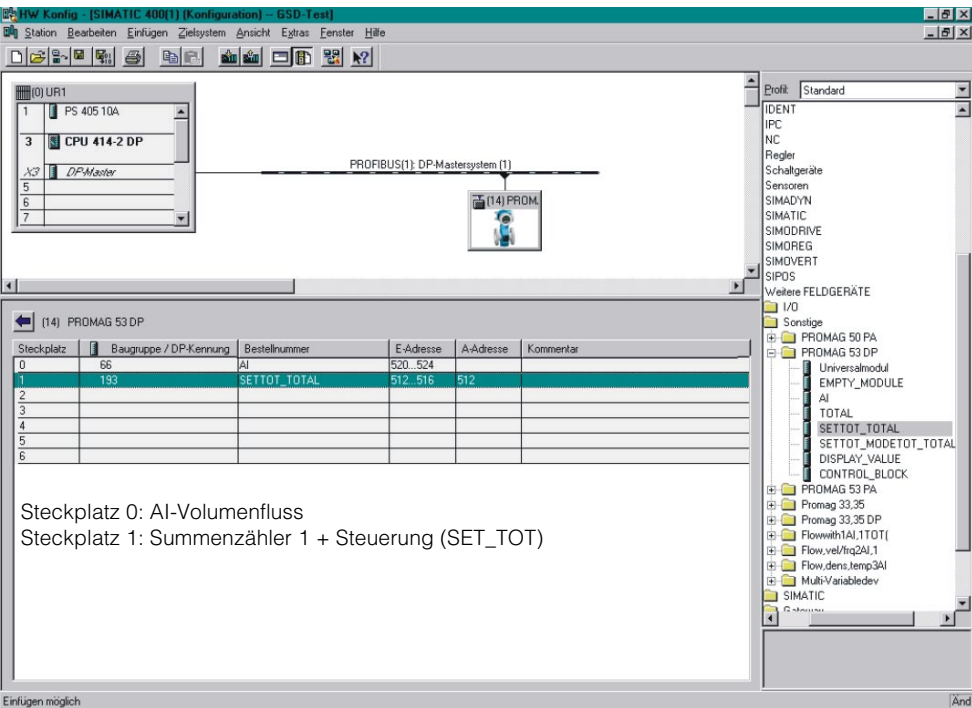 HW Konfig - [SIMATIC 400(1) (Konfiguration) -- GSD-Test]
Station Bearbeiten Einfügen Zielsystem Ansicht Extras Fenster Hilfe
(0) UR1
1 PS 405 10A
3 CPU 414-2 DP
X3 DP-Master
5
6
7
PROFIBUS(1): DP-Mastersystem (1)
(14) PROM.
(14) PROMAG 53 DP
Steckplatz Baugruppe / DP-Kennung Bestellnummer E-Adresse A-Adresse Kommentar
0 66 AI 520...524
1 193 SETTOT_TOTAL 512...516 512
2
3
4
5
6
Steckplatz 0: AI-Volumenfluss
Steckplatz 1: Summenzähler 1 + Steuerung (SET_TOT)
Profil: Standard
IDENT
IPC
NC
Regler
Schaltgeräte
Sensoren
SIMADYN
SIMATIC
SIMODRIVE
SIMOREG
SIMOVERT
SIPOS
Weitere FELDGERÄTE
I/O
Sonstige
PROMAG 50 PA
PROMAG 53 DP
Universalmodul
EMPTY_MODULE
AI
TOTAL
SETTOT_TOTAL
SETTOT_MODETOT_TOTAL
DISPLAY_VALUE
CONTROL_BLOCK
PROMAG 53 PA
Promag 33,35
Promag 33,35 DP
Flowwith1AI,1TOT(
Flow,vel/frq2AI,1
Flow,dens,temp3AI
Multi-Variabledev
SIMATIC
Einfügen möglich
Änd